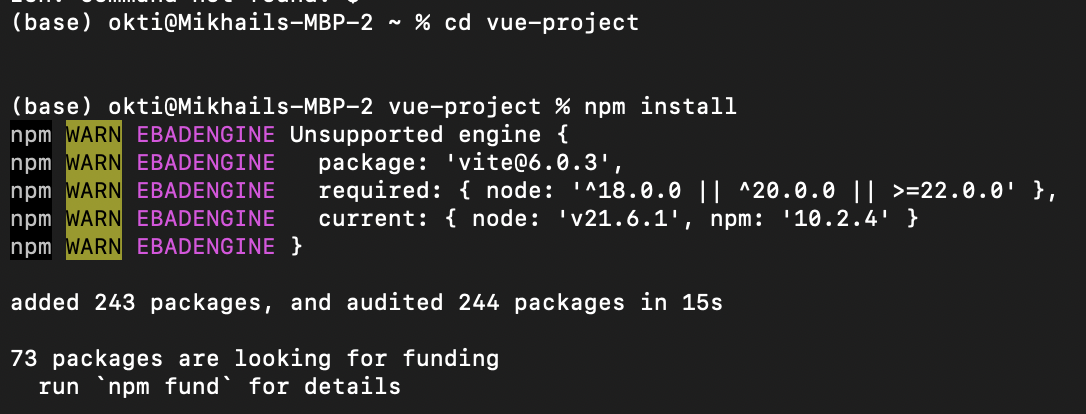 (base) okti@Mikhails-MBP-2 ~ % cd vue-project
(base) okti@Mikhails-MBP-2 vue-project % npm install
npm WARN EBADENGINE Unsupported engine {
npm WARN EBADENGINE   package: 'vite@6.0.3',
npm WARN EBADENGINE   required: { node: '^18.0.0 || ^20.0.0 || >=22.0.0' },
npm WARN EBADENGINE   current: { node: 'v21.6.1', npm: '10.2.4' }
npm WARN EBADENGINE }
added 243 packages, and audited 244 packages in 15s
73 packages are looking for funding
  run `npm fund` for details